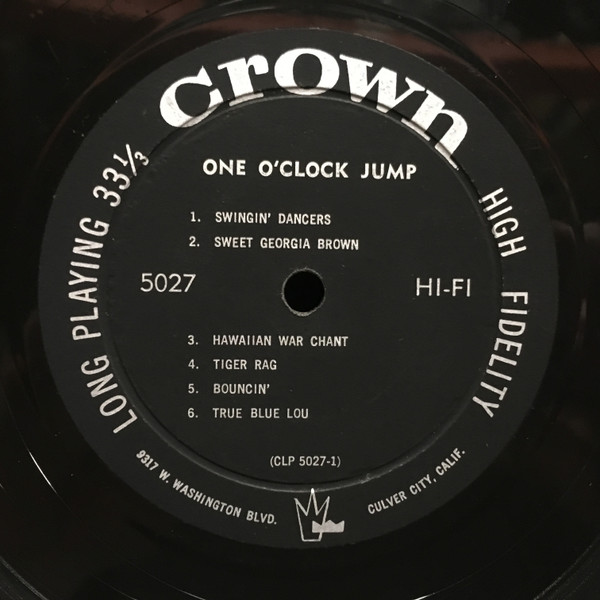 crown
LONG PLAYING 33⅓
HIGH FIDELITY
ONE O'CLOCK JUMP
1. SWINGIN' DANCERS
2. SWEET GEORGIA BROWN
5027
HI-FI
3. HAWAIIAN WAR CHANT
4. TIGER RAG
5. BOUNCIN'
6. TRUE BLUE LOU
(CLP 5027-1)
9317 W. WASHINGTON BLVD.
CULVER CITY, CALIF.